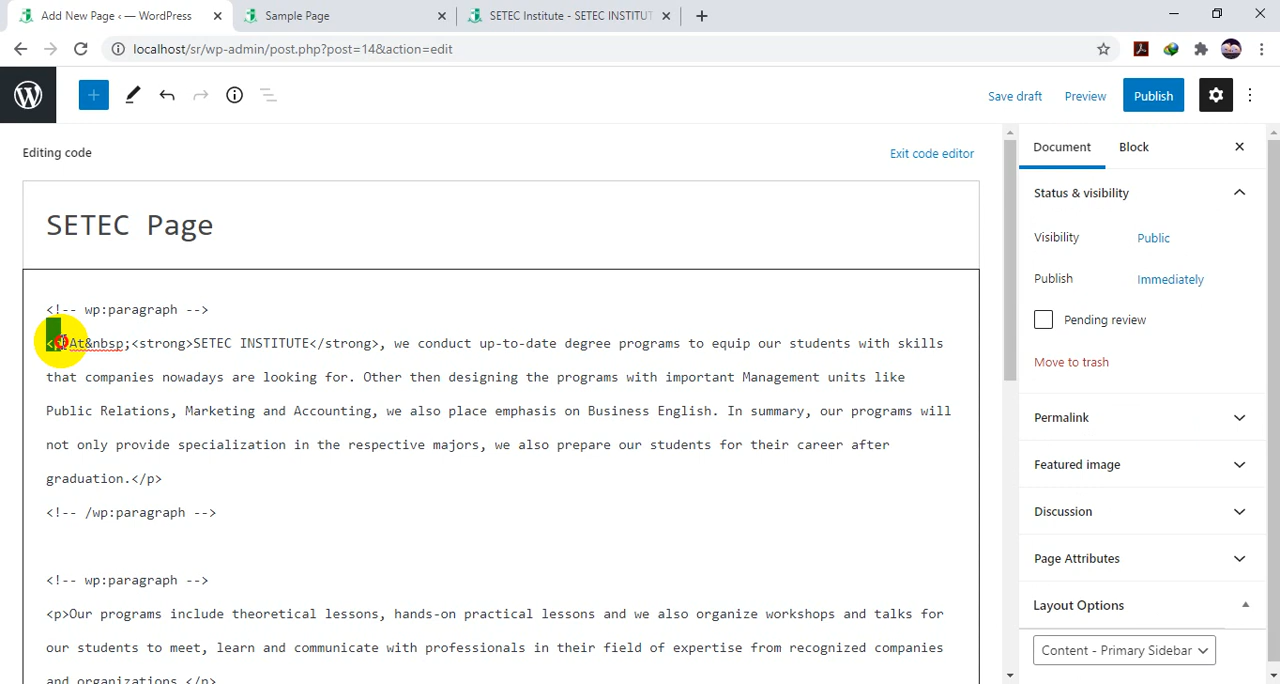 Add New Page ‹ — WordPress
Sample Page
SETEC Institute - SETEC INSTITUT
localhost/sr/wp-admin/post.php?post=14&action=edit
Save draft
Preview
Publish
Editing code
Exit code editor
SETEC Page
<!-- wp:paragraph -->
At&nbsp;<strong>SETEC INSTITUTE</strong>, we conduct up-to-date degree programs to equip our students with skills
that companies nowadays are looking for. Other then designing the programs with important Management units like
Public Relations, Marketing and Accounting, we also place emphasis on Business English. In summary, our programs will
not only provide specialization in the respective majors, we also prepare our students for their career after
graduation.</p>
<!-- /wp:paragraph -->
<!-- wp:paragraph -->
<p>Our programs include theoretical lessons, hands-on practical lessons and we also organize workshops and talks for
our students to meet, learn and communicate with professionals in their field of expertise from recognized companies
and organizations.</p>
Document
Block
Status & visibility
Visibility
Public
Publish
Immediately
Pending review
Move to trash
Permalink
Featured image
Discussion
Page Attributes
Layout Options
Content - Primary Sidebar